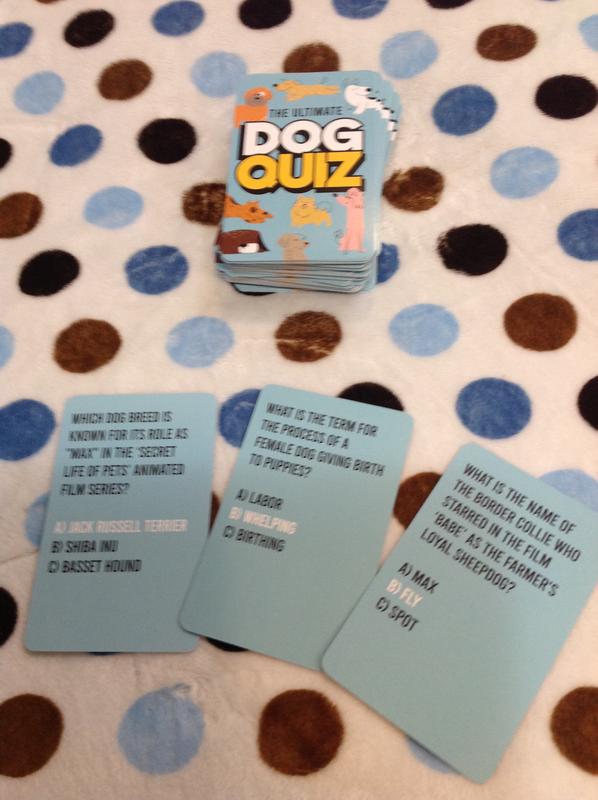 THE ULTIMATE
DOG
QUIZ
WHICH DOG BREED IS
KNOWN FOR ITS ROLE AS
"MAX" IN THE 'SECRET
LIFE OF PETS' ANIMATED
FILM SERIES?
A) JACK RUSSELL TERRIER
B) SHIBA INU
C) BASSET HOUND
WHAT IS THE TERM FOR
THE PROCESS OF A
FEMALE DOG GIVING BIRTH
TO PUPPIES?
A) LABOR
B) WHELPING
C) BIRTHING
WHAT IS THE NAME OF
THE BORDER COLLIE WHO
STARRED IN THE FILM
'BABE' AS THE FARMER'S
LOYAL SHEEPDOG?
A) MAX
B) FLY
C) SPOT